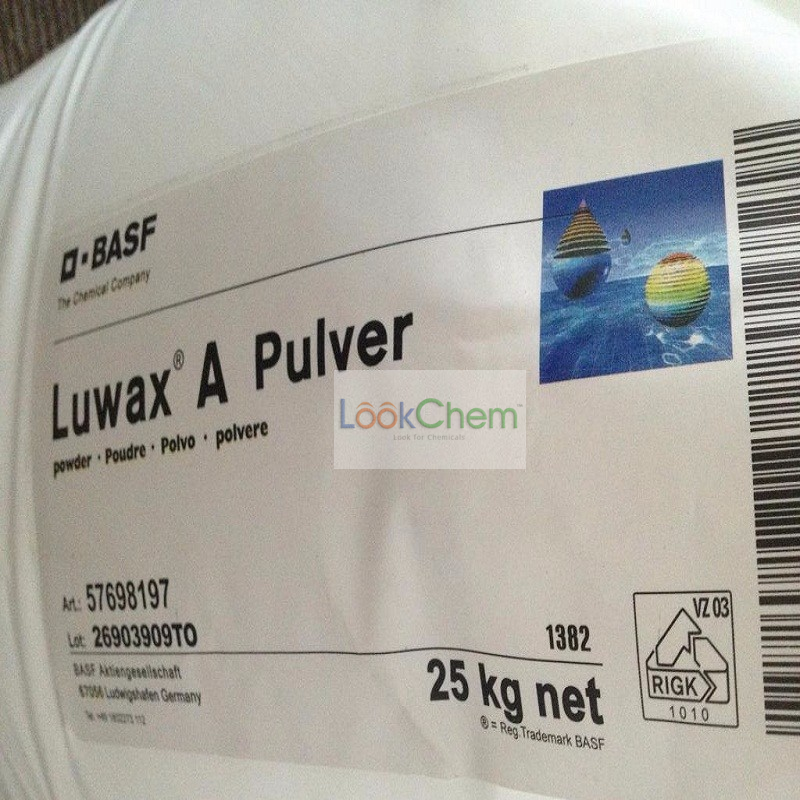 BASF
The Chemical Company
Luwax® A Pulver
powder · Poudre · Polvo · polvere
LookChem™
Look for Chemicals
Art.: 57698197
Lot: 26903909TO
1382
BASF Aktiengesellschaft
67056 Ludwigshafen Germany
25 kg net
® = Reg.Trademark BASF
VZ 03
RIGK
1010